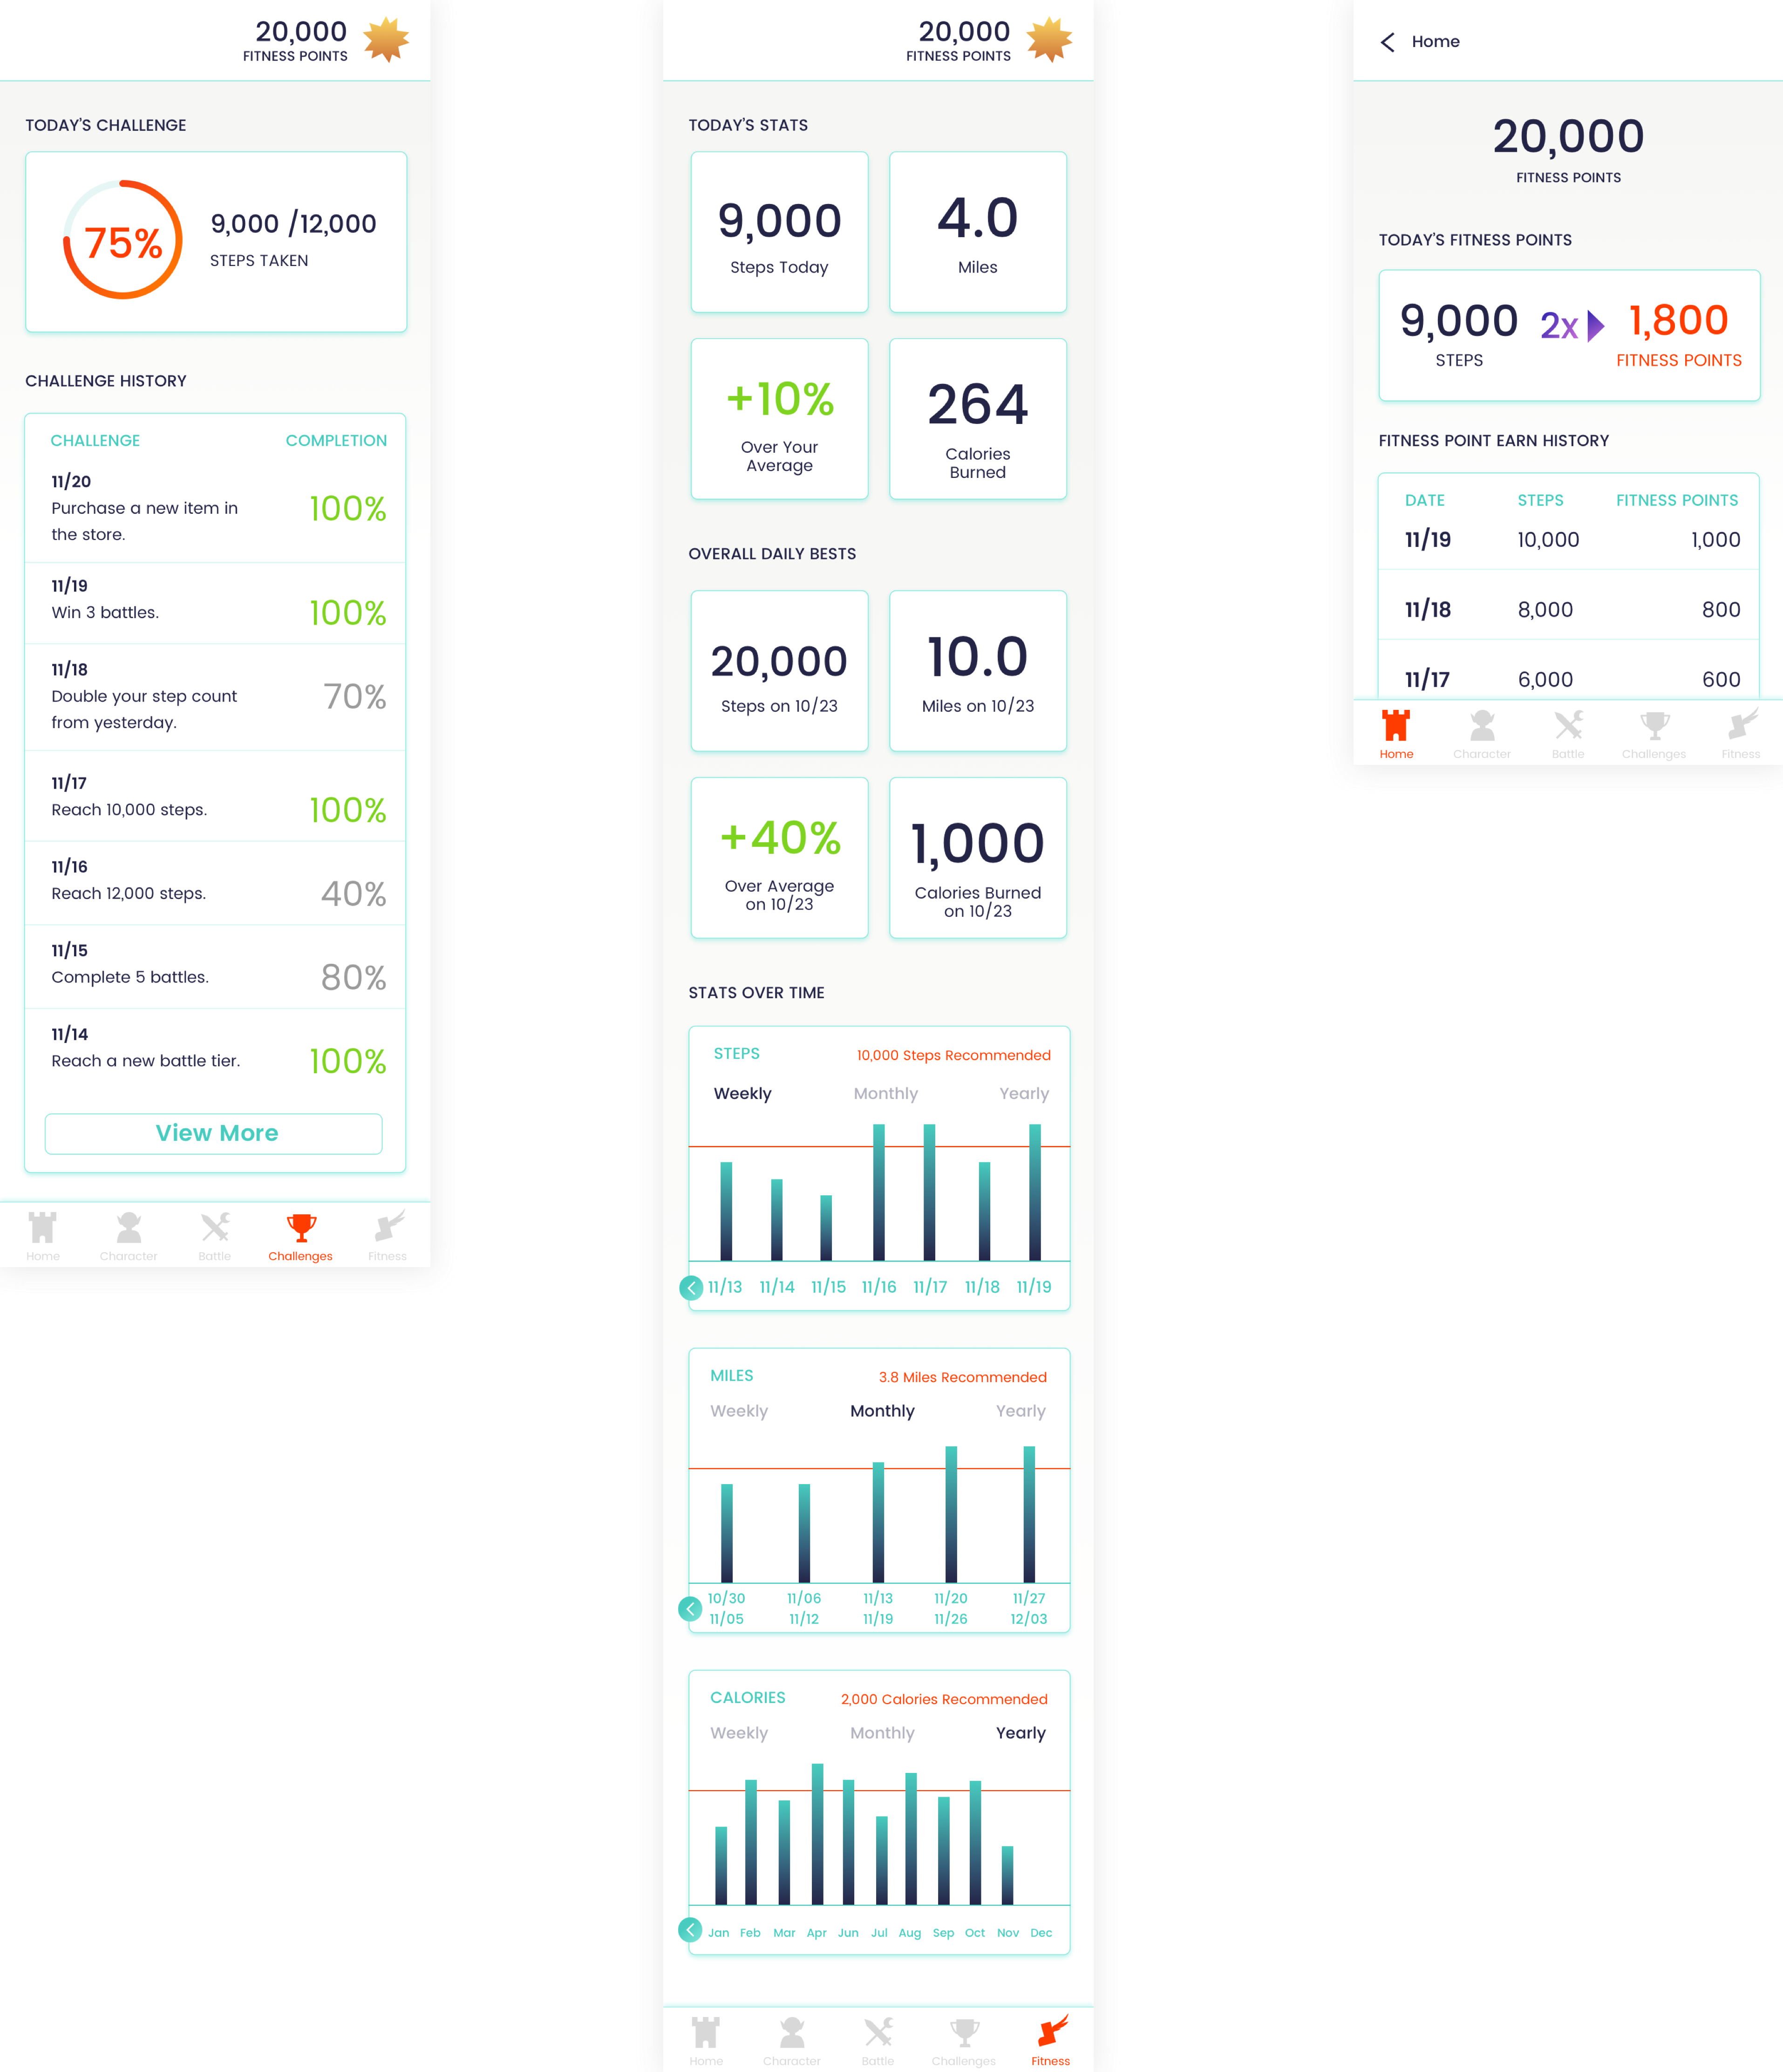 20,000
FITNESS POINTS
TODAY'S CHALLENGE
75%
9,000 /12,000
STEPS TAKEN
CHALLENGE HISTORY
CHALLENGE COMPLETION
11/20
Purchase a new item in
the store.
100%
11/19
Win 3 battles.
100%
11/18
Double your step count
from yesterday.
70%
11/17
Reach 10,000 steps.
100%
11/16
Reach 12,000 steps.
40%
11/15
Complete 5 battles.
80%
11/14
Reach a new battle tier.
100%
View More
Home Character Battle Challenges Fitness
20,000
FITNESS POINTS
TODAY'S STATS
9,000
Steps Today
4.0
Miles
+10%
Over Your
Average
264
Calories
Burned
OVERALL DAILY BESTS
20,000
Steps on 10/23
10.0
Miles on 10/23
+40%
Over Average
on 10/23
1,000
Calories Burned
on 10/23
STATS OVER TIME
STEPS 10,000 Steps Recommended
Weekly Monthly Yearly
11/13 11/14 11/15 11/16 11/17 11/18 11/19
MILES 3.8 Miles Recommended
Weekly Monthly Yearly
10/30 11/06 11/13 11/20 11/27
11/05 11/12 11/19 11/26 12/03
CALORIES 2,000 Calories Recommended
Weekly Monthly Yearly
Jan Feb Mar Apr Jun Jul Aug Sep Oct Nov Dec
Home Character Battle Challenges Fitness
Home
20,000
FITNESS POINTS
TODAY'S FITNESS POINTS
9,000
STEPS
2x
1,800
FITNESS POINTS
FITNESS POINT EARN HISTORY
DATE STEPS FITNESS POINTS
11/19 10,000 1,000
11/18 8,000 800
11/17 6,000 600
Home Character Battle Challenges Fitness